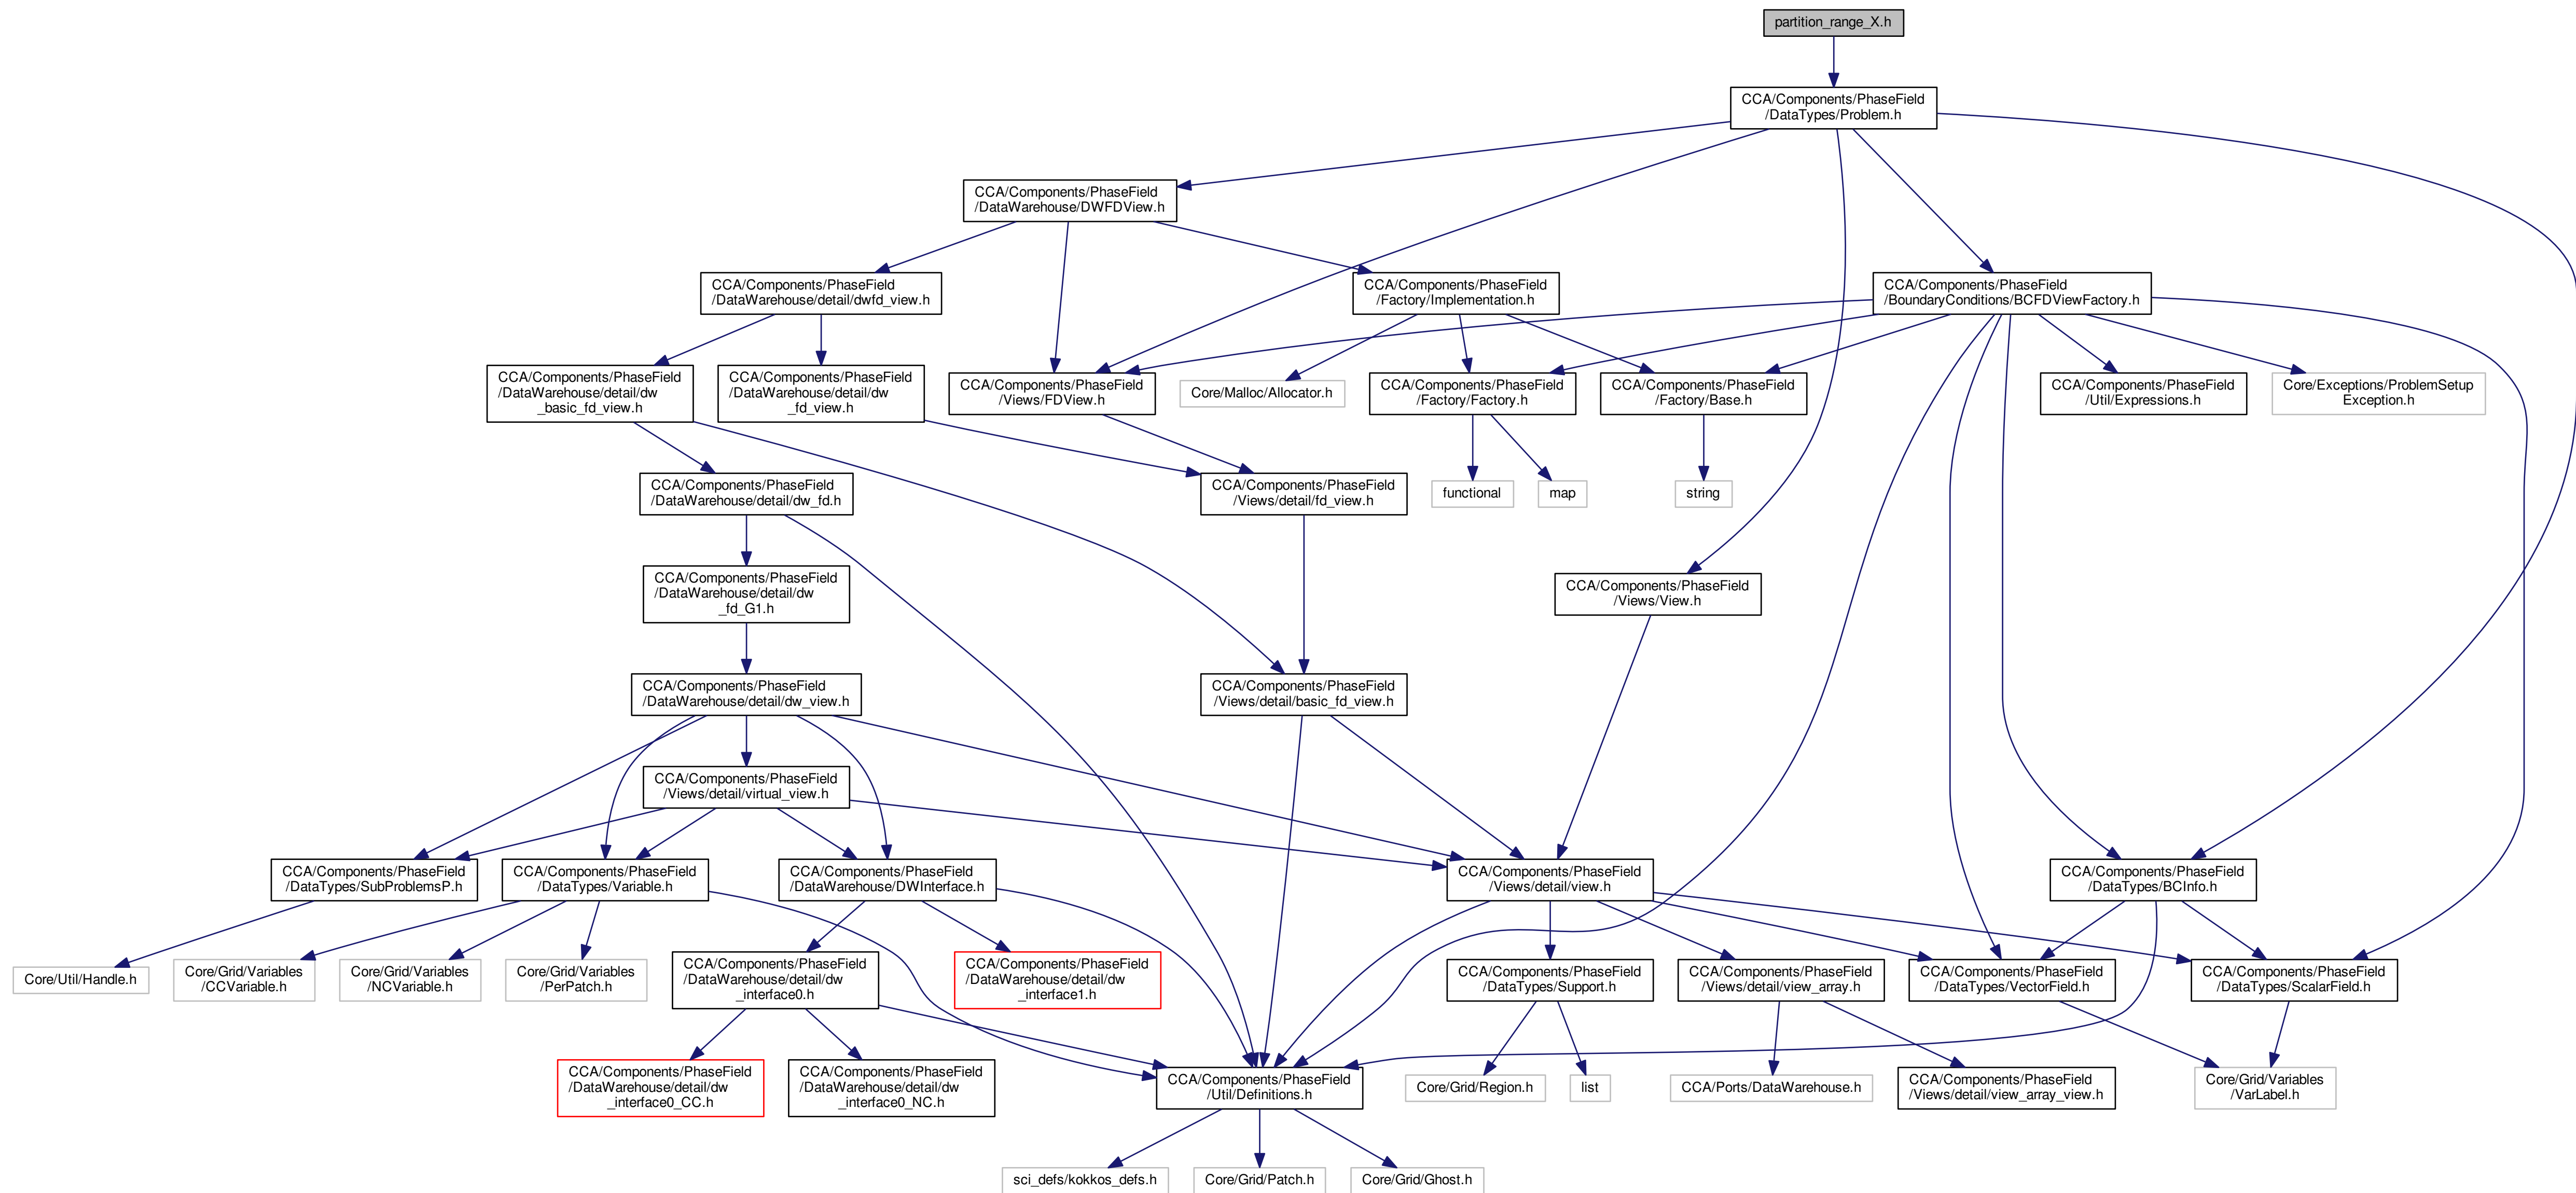 partition_range_X.h
CCA/Components/PhaseField
/DataTypes/Problem.h
CCA/Components/PhaseField
/DataWarehouse/DWFDView.h
CCA/Components/PhaseField
/DataWarehouse/detail/dwfd_view.h
CCA/Components/PhaseField
/Factory/Implementation.h
CCA/Components/PhaseField
/BoundaryConditions/BCFDViewFactory.h
CCA/Components/PhaseField
/DataWarehouse/detail/dw
_basic_fd_view.h
CCA/Components/PhaseField
/DataWarehouse/detail/dw
_fd_view.h
CCA/Components/PhaseField
/Views/FDView.h
Core/Malloc/Allocator.h
CCA/Components/PhaseField
/Factory/Factory.h
CCA/Components/PhaseField
/Factory/Base.h
CCA/Components/PhaseField
/Util/Expressions.h
Core/Exceptions/ProblemSetup
Exception.h
CCA/Components/PhaseField
/DataWarehouse/detail/dw_fd.h
CCA/Components/PhaseField
/Views/detail/fd_view.h
functional
map
string
CCA/Components/PhaseField
/DataWarehouse/detail/dw
_fd_G1.h
CCA/Components/PhaseField
/Views/View.h
CCA/Components/PhaseField
/DataWarehouse/detail/dw_view.h
CCA/Components/PhaseField
/Views/detail/basic_fd_view.h
CCA/Components/PhaseField
/Views/detail/virtual_view.h
CCA/Components/PhaseField
/DataTypes/SubProblemsP.h
CCA/Components/PhaseField
/DataTypes/Variable.h
CCA/Components/PhaseField
/DataWarehouse/DWInterface.h
CCA/Components/PhaseField
/Views/detail/view.h
CCA/Components/PhaseField
/DataTypes/BCInfo.h
Core/Util/Handle.h
Core/Grid/Variables
/CCVariable.h
Core/Grid/Variables
/NCVariable.h
Core/Grid/Variables
/PerPatch.h
CCA/Components/PhaseField
/DataWarehouse/detail/dw
_interface0.h
CCA/Components/PhaseField
/DataWarehouse/detail/dw
_interface1.h
CCA/Components/PhaseField
/DataTypes/Support.h
CCA/Components/PhaseField
/Views/detail/view_array.h
CCA/Components/PhaseField
/DataTypes/VectorField.h
CCA/Components/PhaseField
/DataTypes/ScalarField.h
CCA/Components/PhaseField
/DataWarehouse/detail/dw
_interface0_CC.h
CCA/Components/PhaseField
/DataWarehouse/detail/dw
_interface0_NC.h
CCA/Components/PhaseField
/Util/Definitions.h
Core/Grid/Region.h
list
CCA/Ports/DataWarehouse.h
CCA/Components/PhaseField
/Views/detail/view_array_view.h
Core/Grid/Variables
/VarLabel.h
sci_defs/kokkos_defs.h
Core/Grid/Patch.h
Core/Grid/Ghost.h